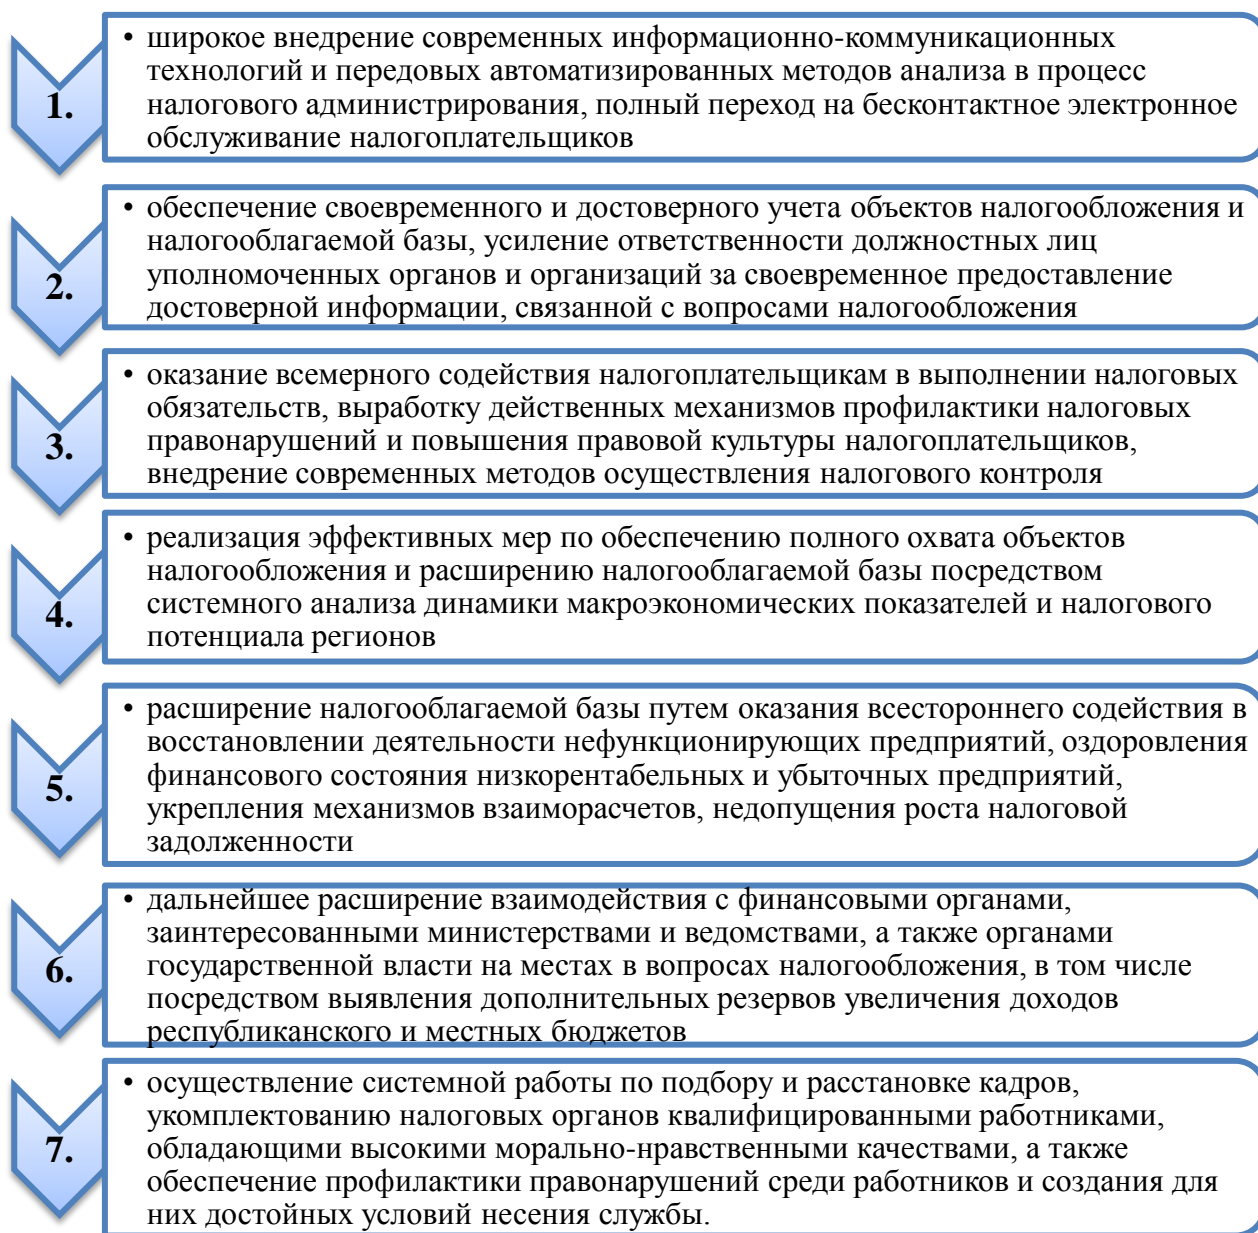 1.
• широкое внедрение современных информационно-коммуникационных
технологий и передовых автоматизированных методов анализа в процесс
налогового администрирования, полный переход на бесконтактное электронное
обслуживание налогоплательщиков
2.
• обеспечение своевременного и достоверного учета объектов налогообложения и
налогооблагаемой базы, усиление ответственности должностных лиц
уполномоченных органов и организаций за своевременное предоставление
достоверной информации, связанной с вопросами налогообложения
3.
• оказание всемерного содействия налогоплательщикам в выполнении налоговых
обязательств, выработку действенных механизмов профилактики налоговых
правонарушений и повышения правовой культуры налогоплательщиков,
внедрение современных методов осуществления налогового контроля
4.
• реализация эффективных мер по обеспечению полного охвата объектов
налогообложения и расширению налогооблагаемой базы посредством
системного анализа динамики макроэкономических показателей и налогового
потенциала регионов
5.
• расширение налогооблагаемой базы путем оказания всестороннего содействия в
восстановлении деятельности нефункционирующих предприятий, оздоровления
финансового состояния низкорентабельных и убыточных предприятий,
укрепления механизмов взаиморасчетов, недопущения роста налоговой
задолженности
6.
• дальнейшее расширение взаимодействия с финансовыми органами,
заинтересованными министерствами и ведомствами, а также органами
государственной власти на местах в вопросах налогообложения, в том числе
посредством выявления дополнительных резервов увеличения доходов
республиканского и местных бюджетов
7.
• осуществление системной работы по подбору и расстановке кадров,
укомплектованию налоговых органов квалифицированными работниками,
обладающими высокими морально-нравственными качествами, а также
обеспечение профилактики правонарушений среди работников и создания для
них достойных условий несения службы.